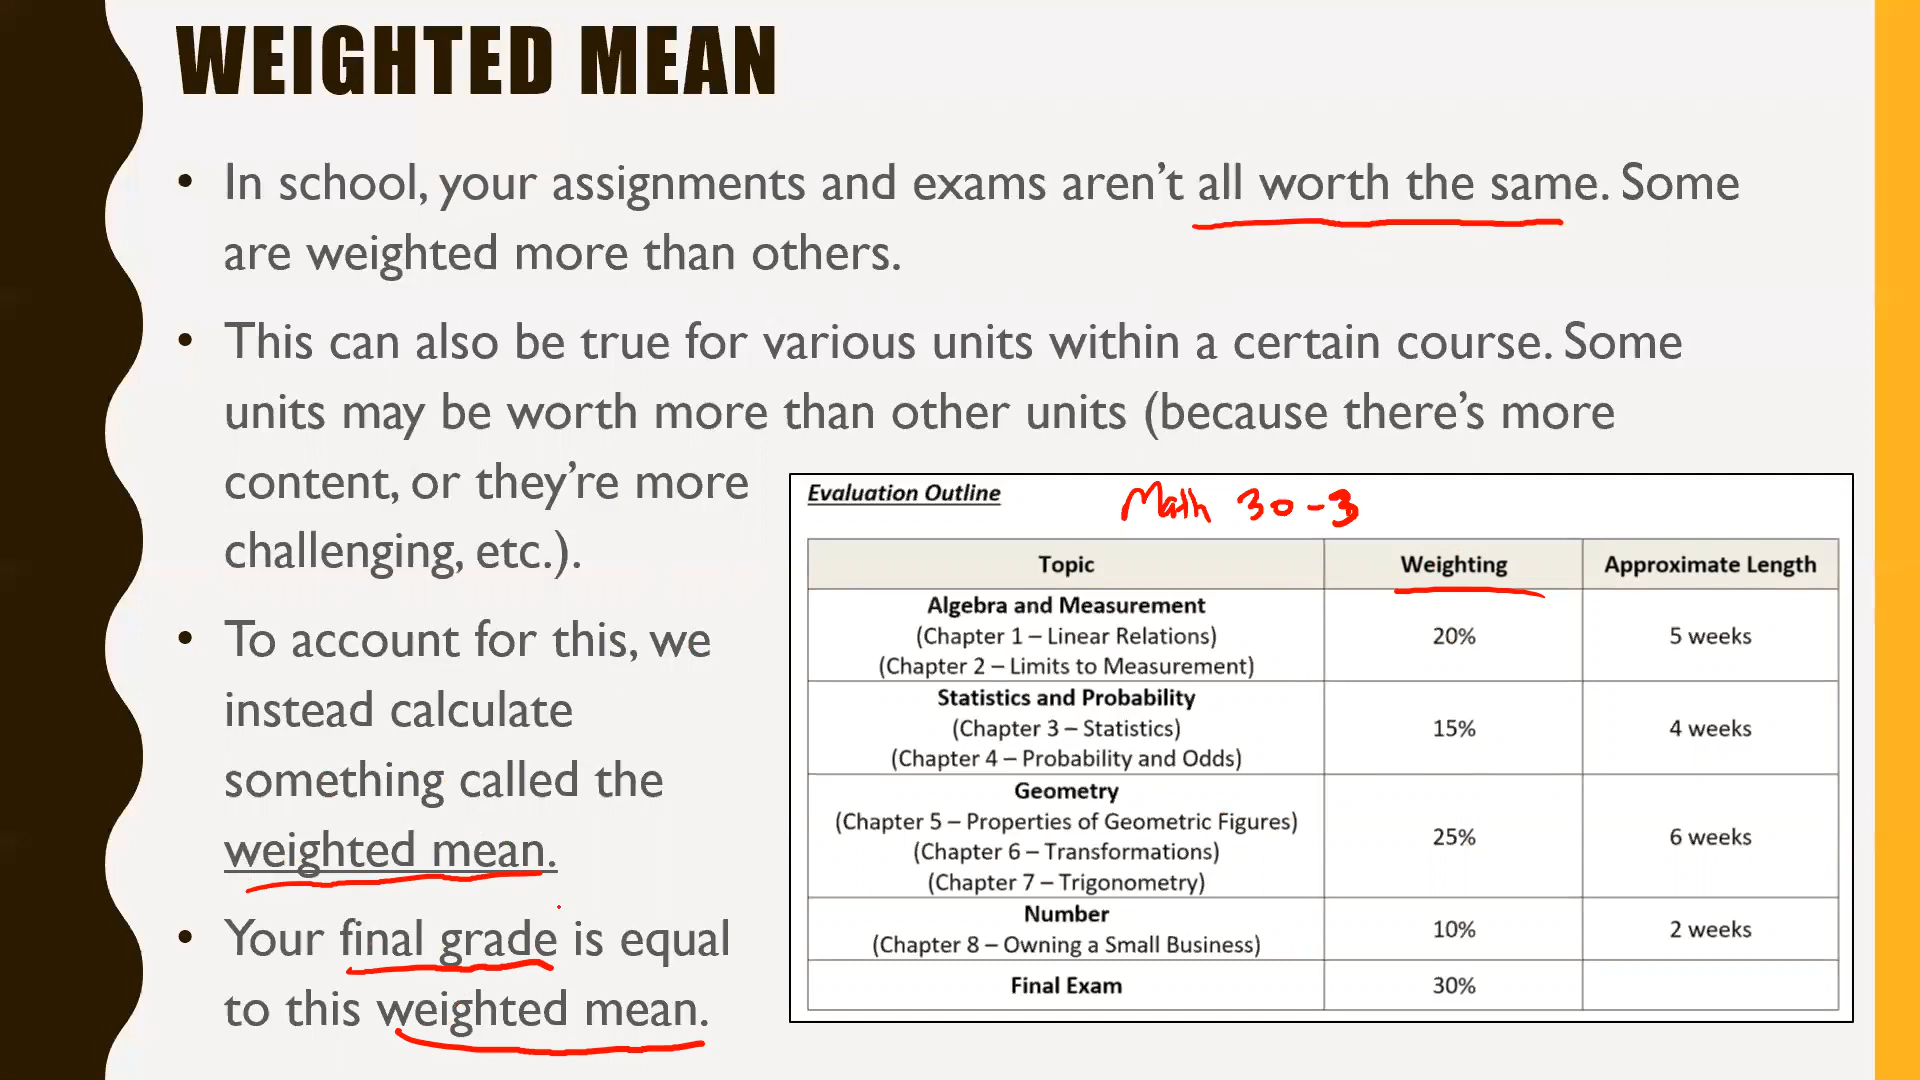 WEIGHTED MEAN
• In school, your assignments and exams aren’t all worth the same. Some
are weighted more than others.
• This can also be true for various units within a certain course. Some
units may be worth more than other units (because there’s more
content, or they’re more
challenging, etc.).
• To account for this, we
instead calculate
something called the
weighted mean.
• Your final grade is equal
to this weighted mean.
Evaluation Outline
Math 30-3
Topic Weighting Approximate Length
Algebra and Measurement
(Chapter 1 – Linear Relations) 20% 5 weeks
(Chapter 2 – Limits to Measurement)
Statistics and Probability
(Chapter 3 – Statistics) 15% 4 weeks
(Chapter 4 – Probability and Odds)
Geometry
(Chapter 5 – Properties of Geometric Figures) 25% 6 weeks
(Chapter 6 – Transformations)
(Chapter 7 – Trigonometry)
Number
(Chapter 8 – Owning a Small Business) 10% 2 weeks
Final Exam 30%